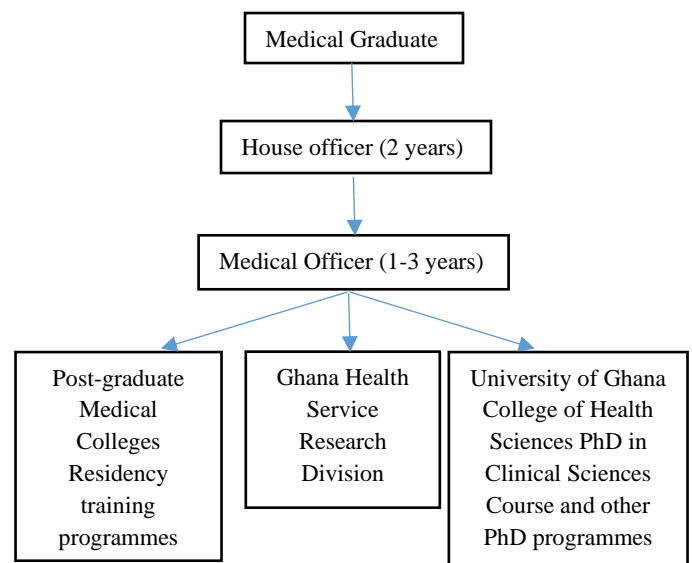 Medical Graduate
House officer (2 years)
Medical Officer (1-3 years)
Post-graduate
Medical
Colleges
Residency
training
programmes
Ghana Health
Service
Research
Division
University of Ghana
College of Health
Sciences PhD in
Clinical Sciences
Course and other
PhD programmes